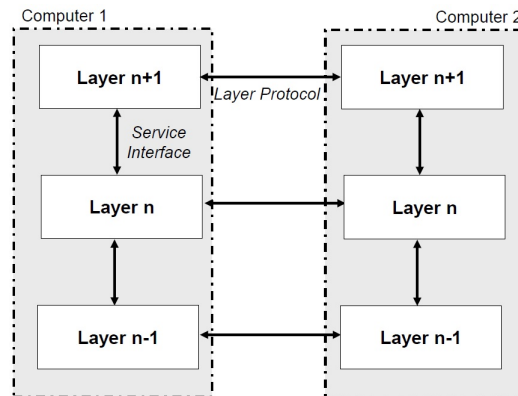 Computer 1
Computer 2
Layer n+1
Layer n+1
Layer Protocol
Service
Interface
Layer n
Layer n
Layer n-1
Layer n-1